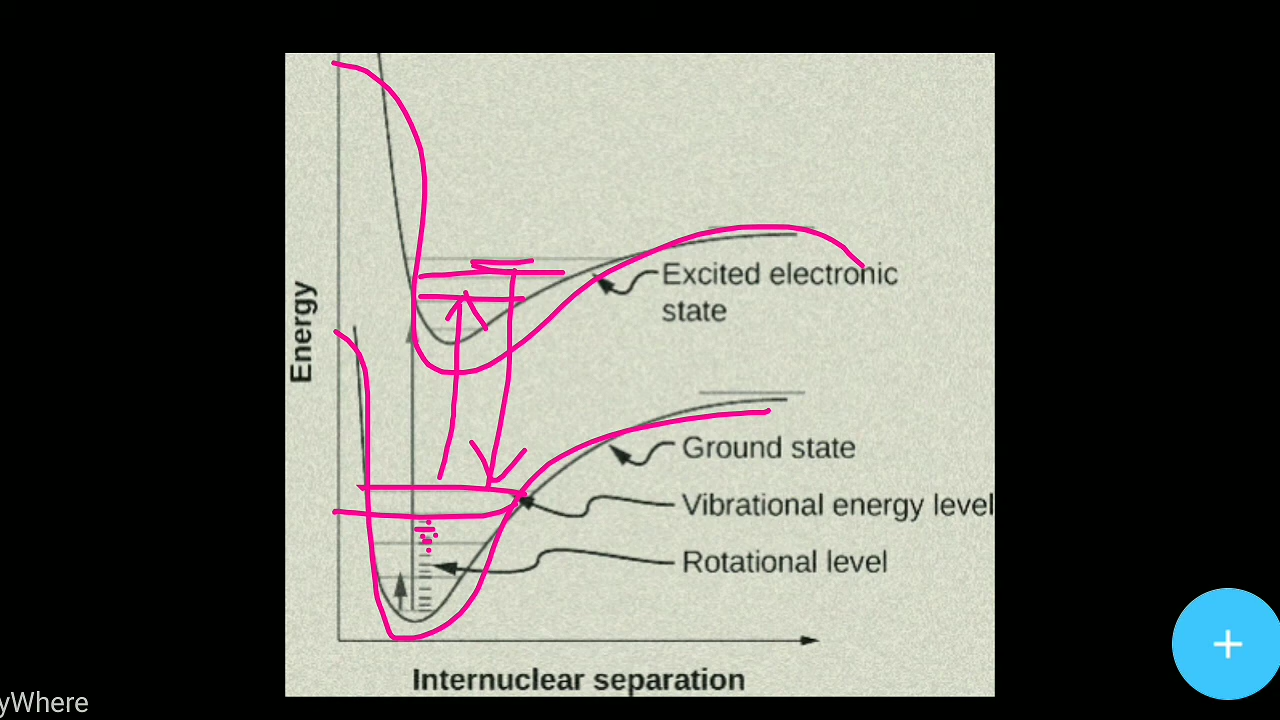 Energy
Excited electronic
state
Ground state
Vibrational energy level
Rotational level
Internuclear separation
yWhere